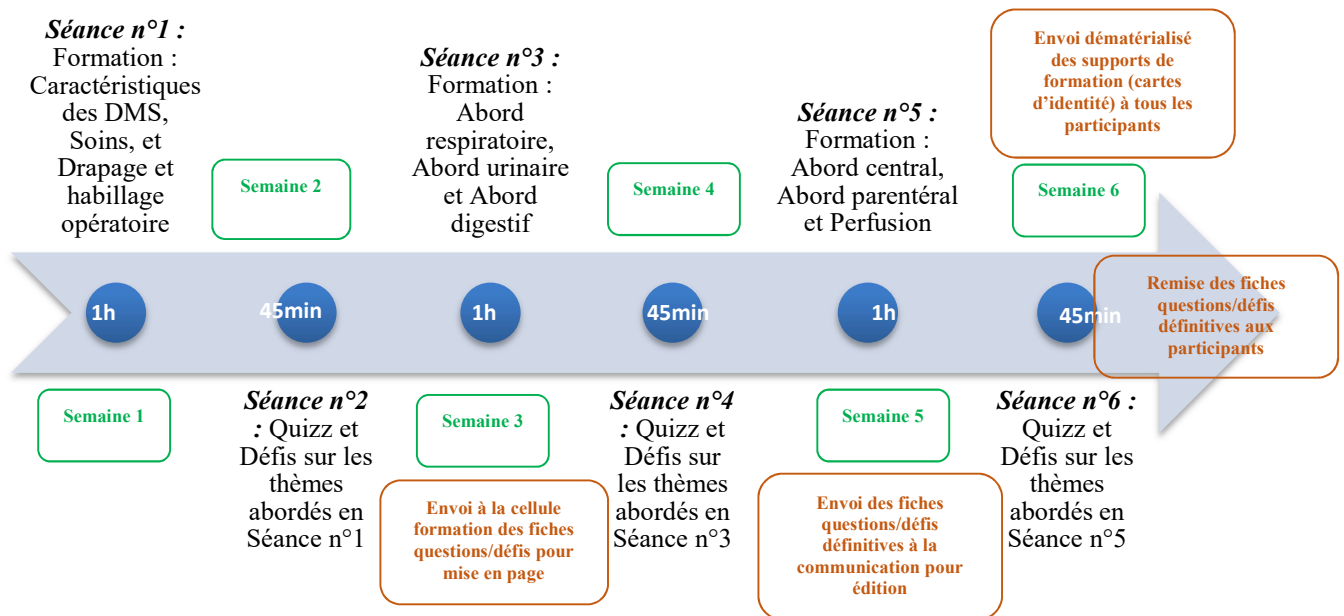 Séance n°1 :
Formation :
Caractéristiques
des DMS,
Soins, et
Drapage et
habillage
opératoire
Semaine 2
Séance n°3 :
Formation :
Abord
respiratoire,
Abord urinaire
et Abord
digestif
Semaine 4
Séance n°5 :
Formation :
Abord central,
Abord parentéral
et Perfusion
Envoi dématérialisé
des supports de
formation (cartes
d’identité) à tous les
participants
Semaine 6
1h
45min
1h
45min
1h
45min
Remise des fiches
questions/défis
définitives aux
participants
Semaine 1
Séance n°2
: Quizz et
Défis sur les
thèmes
abordés en
Séance n°1
Semaine 3
Envoi à la cellule
formation des fiches
questions/défis pour
mise en page
Séance n°4
: Quizz et
Défis sur
les thèmes
abordés en
Séance n°3
Semaine 5
Envoi des fiches
questions/défis
définitives à la
communication pour
édition
Séance n°6 :
Quizz et
Défis sur les
thèmes
abordés en
Séance n°5